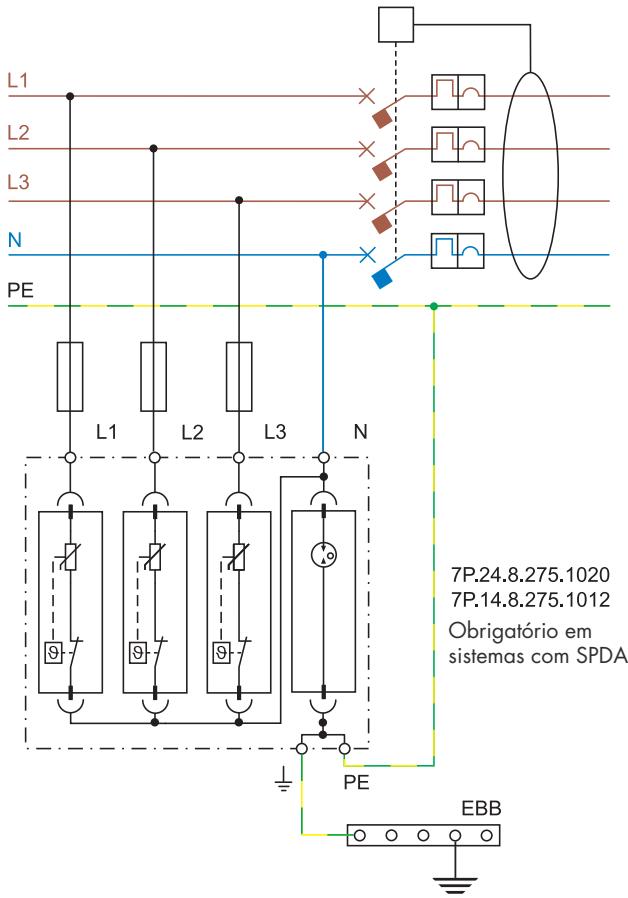 L1
L2
L3
N
PE
L1 L2 L3 N
ϑ ϑ ϑ
7P.24.8.275.1020
7P.14.8.275.1012
Obrigatório em
sistemas com SPDA
PE
EBB